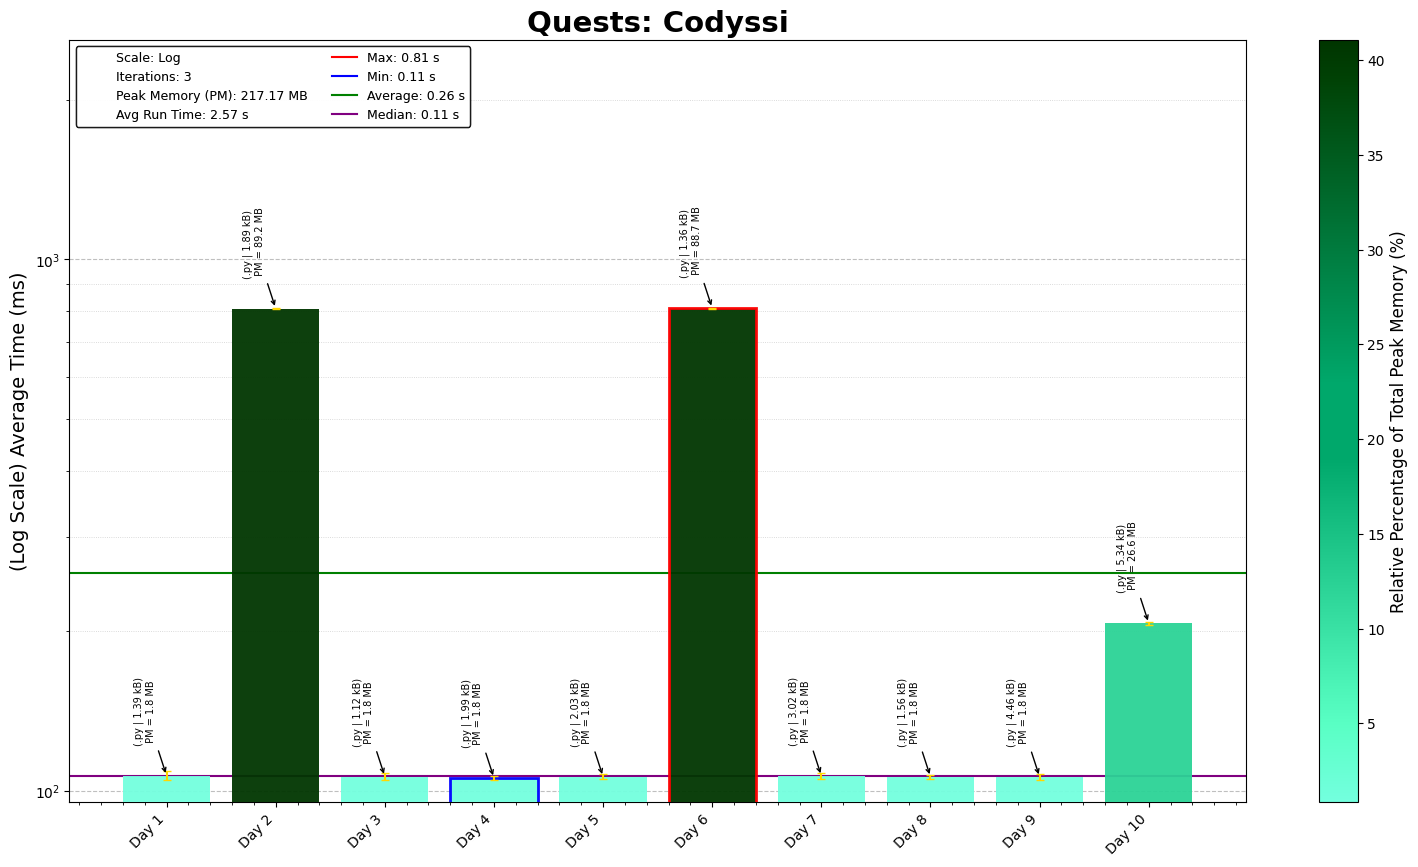 Quests: Codyssi
Scale: Log
Iterations: 3
Peak Memory (PM): 217.17 MB
Avg Run Time: 2.57 s
Max: 0.81 s
Min: 0.11 s
Average: 0.26 s
Median: 0.11 s
(Log Scale) Average Time (ms)
10³
10²
(.py | 1.39 kB)
PM = 1.8 MB
(.py | 1.89 kB)
PM = 89.2 MB
(.py | 1.12 kB)
PM = 1.8 MB
(.py | 1.99 kB)
PM = 1.8 MB
(.py | 2.03 kB)
PM = 1.8 MB
(.py | 1.36 kB)
PM = 88.7 MB
(.py | 3.02 kB)
PM = 1.8 MB
(.py | 1.56 kB)
PM = 1.8 MB
(.py | 4.46 kB)
PM = 1.8 MB
(.py | 5.34 kB)
PM = 26.6 MB
Day 1
Day 2
Day 3
Day 4
Day 5
Day 6
Day 7
Day 8
Day 9
Day 10
40
35
30
25
20
15
10
5
Relative Percentage of Total Peak Memory (%)